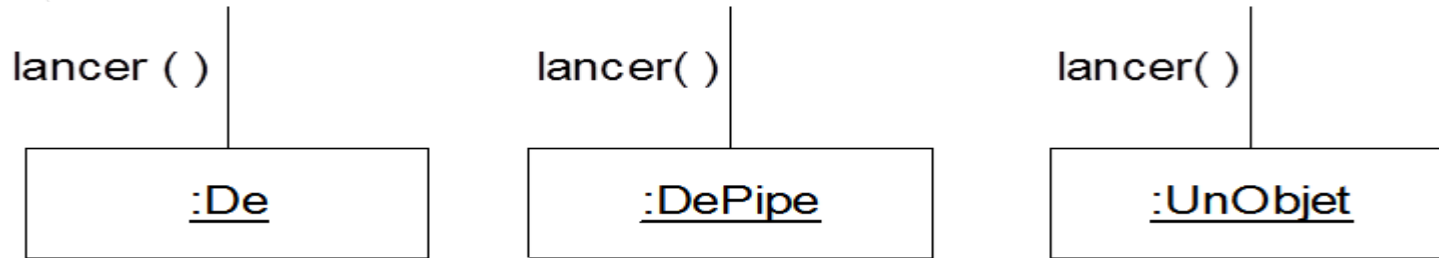 lancer ( ) lancer( ) lancer( )
:De :DePipe :UnObjet